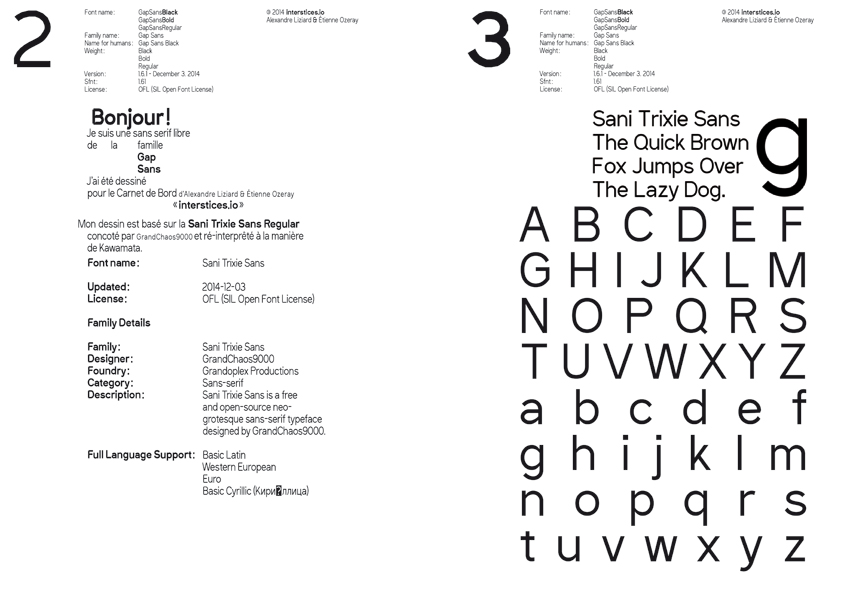 2
Font name: GapSansBlack
GapSansBold
GapSansRegular
Family name: Gap Sans
Name for humans: Gap Sans Black
Weight: Black
Bold
Regular
Version: 1.6.1 - December 3, 2014
Sfnt: 1.61
License: OFL (SIL Open Font License)
© 2014 interstices.io
Alexandre Liziard & Étienne Ozeray
Bonjour!
Je suis une sans serif libre
de la famille
Gap
Sans
J'ai été dessiné
pour le Carnet de Bord d'Alexandre Liziard & Étienne Ozeray
«interstices.io»
Mon dessin est basé sur la Sani Trixie Sans Regular
concoté par GrandChaos9000 et ré-interprêté à la manière
de Kawamata.
Font name: Sani Trixie Sans
Updated: 2014-12-03
License: OFL (SIL Open Font License)
Family Details
Family: Sani Trixie Sans
Designer: GrandChaos9000
Foundry: Grandoplex Productions
Category: Sans-serif
Description: Sani Trixie Sans is a free
and open-source neo-
grotesque sans-serif typeface
designed by GrandChaos9000.
Full Language Support: Basic Latin
Western European
Euro
Basic Cyrillic (Кири�ллица)
3
Font name: GapSansBlack
GapSansBold
GapSansRegular
Family name: Gap Sans
Name for humans: Gap Sans Black
Weight: Black
Bold
Regular
Version: 1.6.1 - December 3, 2014
Sfnt: 1.61
License: OFL (SIL Open Font License)
© 2014 interstices.io
Alexandre Liziard & Étienne Ozeray
Sani Trixie Sans
The Quick Brown
Fox Jumps Over
The Lazy Dog.
g
A B C D E F
G H I J K L M
N O P Q R S
T U V W X Y Z
a b c d e f
g h i j k l m
n o p q r s
t u v w x y z